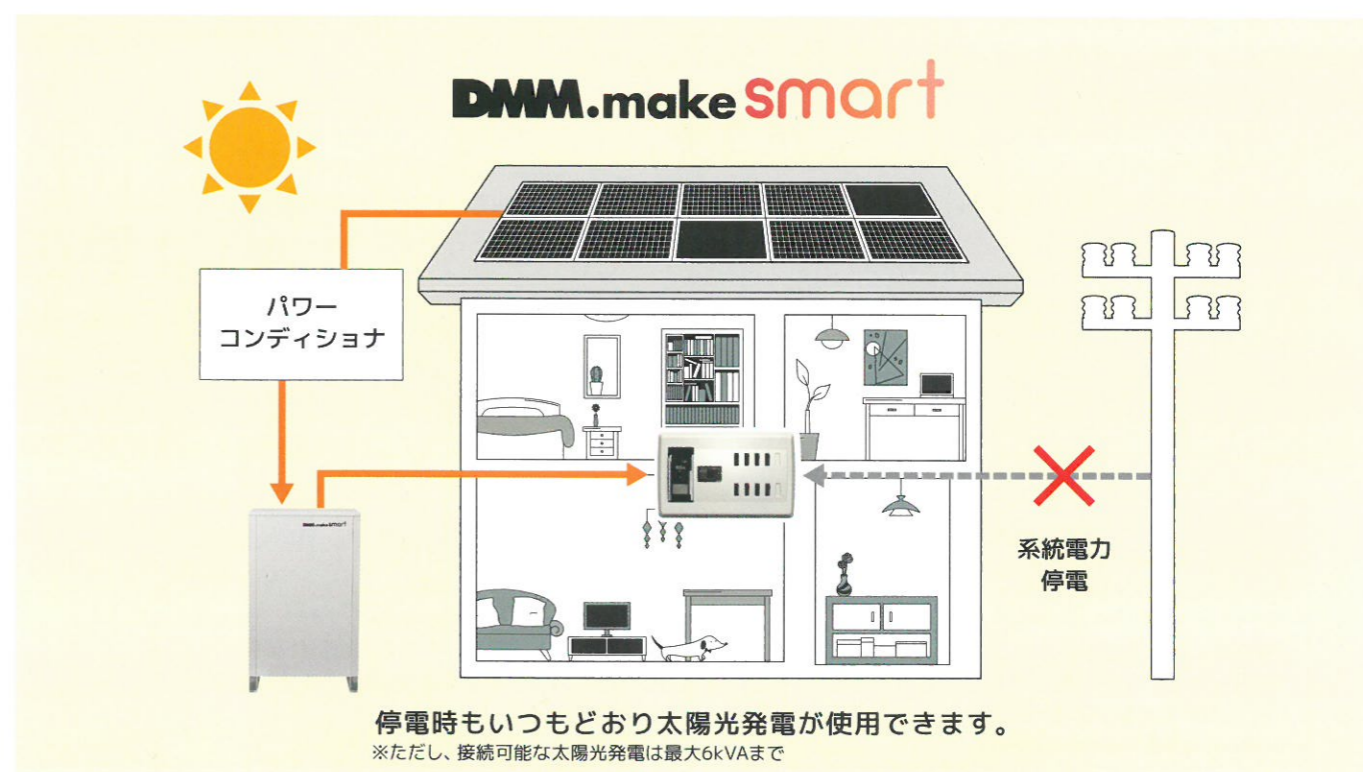 DMM.make smart
パワー
コンディショナ
DMM.make smart
系統電力
停電
停電時もいつもどおり太陽光発電が使用できます。
※ただし、接続可能な太陽光発電は最大6kVAまで